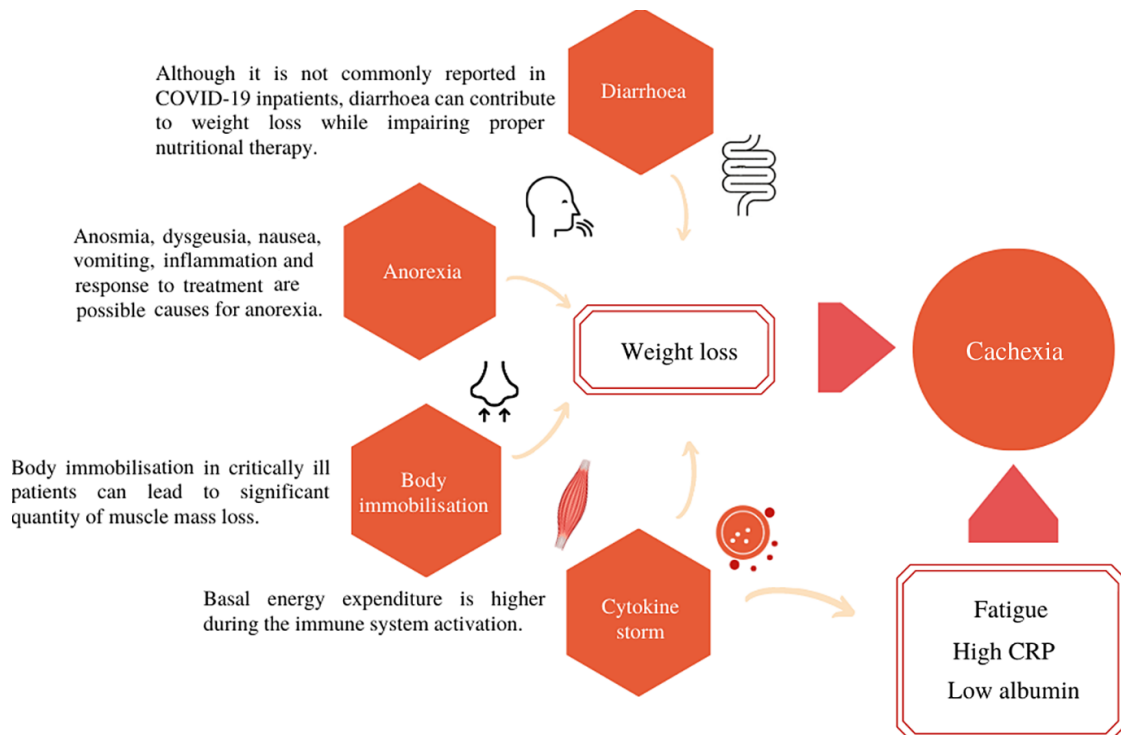 Although it is not commonly reported in
COVID-19 inpatients, diarrhoea can contribute
to weight loss while impairing proper
nutritional therapy.
Diarrhoea
Anosmia, dysgeusia, nausea,
vomiting, inflammation and
response to treatment are
possible causes for anorexia.
Anorexia
Weight loss
Cachexia
Body immobilisation in critically ill
patients can lead to significant
quantity of muscle mass loss.
Body
immobilisation
Basal energy expenditure is higher
during the immune system activation.
Cytokine
storm
Fatigue
High CRP
Low albumin